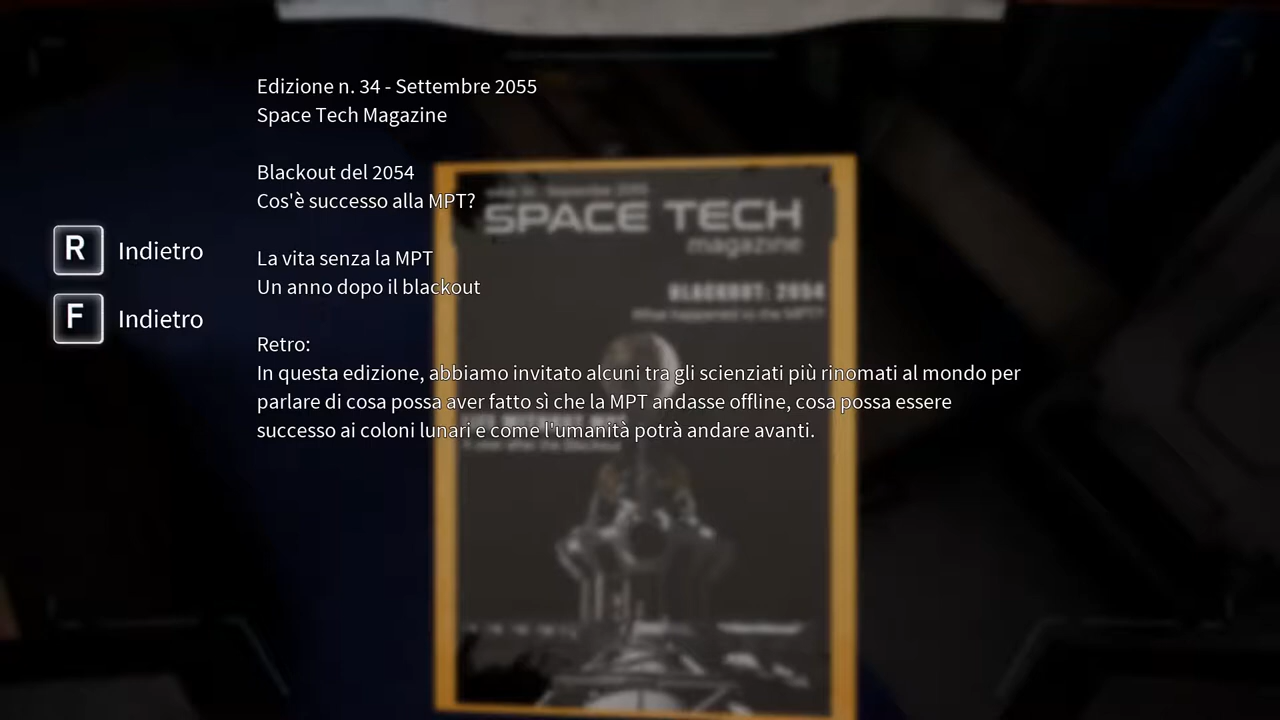 Edizione n. 34 - Settembre 2055
Space Tech Magazine
Blackout del 2054
Cos'è successo alla MPT?
La vita senza la MPT
Un anno dopo il blackout
Retro:
In questa edizione, abbiamo invitato alcuni tra gli scienziati più rinomati al mondo per
parlare di cosa possa aver fatto sì che la MPT andasse offline, cosa possa essere
successo ai coloni lunari e come l'umanità potrà andare avanti.
R Indietro
F Indietro
SPACE TECH
magazine
BLACKOUT: 2054
What happened to the MPT?